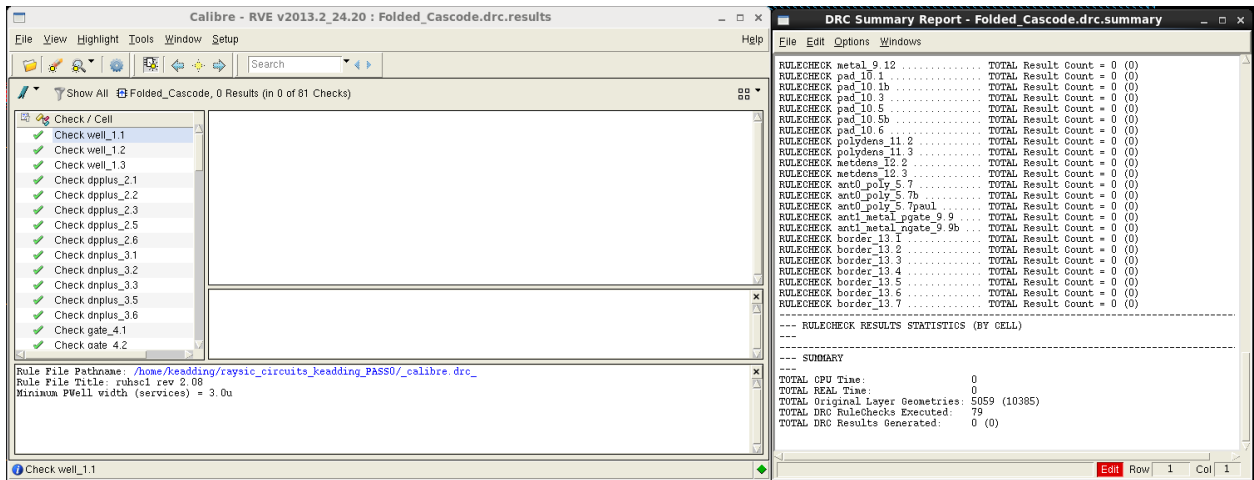 Calibre - RVE v2013.2_24.20 : Folded_Cascode.drc.results
File View Highlight Tools Window Setup Help
Search
Show All Folded_Cascode, 0 Results (in 0 of 81 Checks)
Check / Cell
Check well_1.1
Check well_1.2
Check well_1.3
Check dpplus_2.1
Check dpplus_2.2
Check dpplus_2.3
Check dpplus_2.5
Check dpplus_2.6
Check dnplus_3.1
Check dnplus_3.2
Check dnplus_3.3
Check dnplus_3.5
Check dnplus_3.6
Check gate_4.1
Check gate 4.2
Rule File Pathname: /home/keadding/raysic_circuits_keadding_PASS0/_calibre.drc_
Rule File Title: ruhsc1 rev 2.08
Minimum PWell width (services) = 3.0u
Check well_1.1
DRC Summary Report - Folded_Cascode.drc.summary
File Edit Options Windows
RULECHECK metal_9.12 ............. TOTAL Result Count = 0 (0)
RULECHECK pad_10.1 ............... TOTAL Result Count = 0 (0)
RULECHECK pad_10.1b .............. TOTAL Result Count = 0 (0)
RULECHECK pad_10.3 ............... TOTAL Result Count = 0 (0)
RULECHECK pad_10.5 ............... TOTAL Result Count = 0 (0)
RULECHECK pad_10.5b .............. TOTAL Result Count = 0 (0)
RULECHECK pad_10.6 ............... TOTAL Result Count = 0 (0)
RULECHECK polydens_11.2 .......... TOTAL Result Count = 0 (0)
RULECHECK polydens_11.3 .......... TOTAL Result Count = 0 (0)
RULECHECK metdens_12.2 ........... TOTAL Result Count = 0 (0)
RULECHECK metdens_12.3 ........... TOTAL Result Count = 0 (0)
RULECHECK ant0_poly_5.7 .......... TOTAL Result Count = 0 (0)
RULECHECK ant0_poly_5.7b ......... TOTAL Result Count = 0 (0)
RULECHECK ant0_poly_5.7paul ...... TOTAL Result Count = 0 (0)
RULECHECK ant1_metal_pgate_9.9 ... TOTAL Result Count = 0 (0)
RULECHECK ant1_metal_ngate_9.9b .. TOTAL Result Count = 0 (0)
RULECHECK border_13.1 ............ TOTAL Result Count = 0 (0)
RULECHECK border_13.2 ............ TOTAL Result Count = 0 (0)
RULECHECK border_13.3 ............ TOTAL Result Count = 0 (0)
RULECHECK border_13.4 ............ TOTAL Result Count = 0 (0)
RULECHECK border_13.5 ............ TOTAL Result Count = 0 (0)
RULECHECK border_13.6 ............ TOTAL Result Count = 0 (0)
RULECHECK border_13.7 ............ TOTAL Result Count = 0 (0)
--- RULECHECK RESULTS STATISTICS (BY CELL)
---
--- SUMMARY
---
TOTAL CPU Time: 0
TOTAL REAL Time: 0
TOTAL Original Layer Geometries: 5059 (10385)
TOTAL DRC RuleChecks Executed: 79
TOTAL DRC Results Generated: 0 (0)
Edit Row 1 Col 1